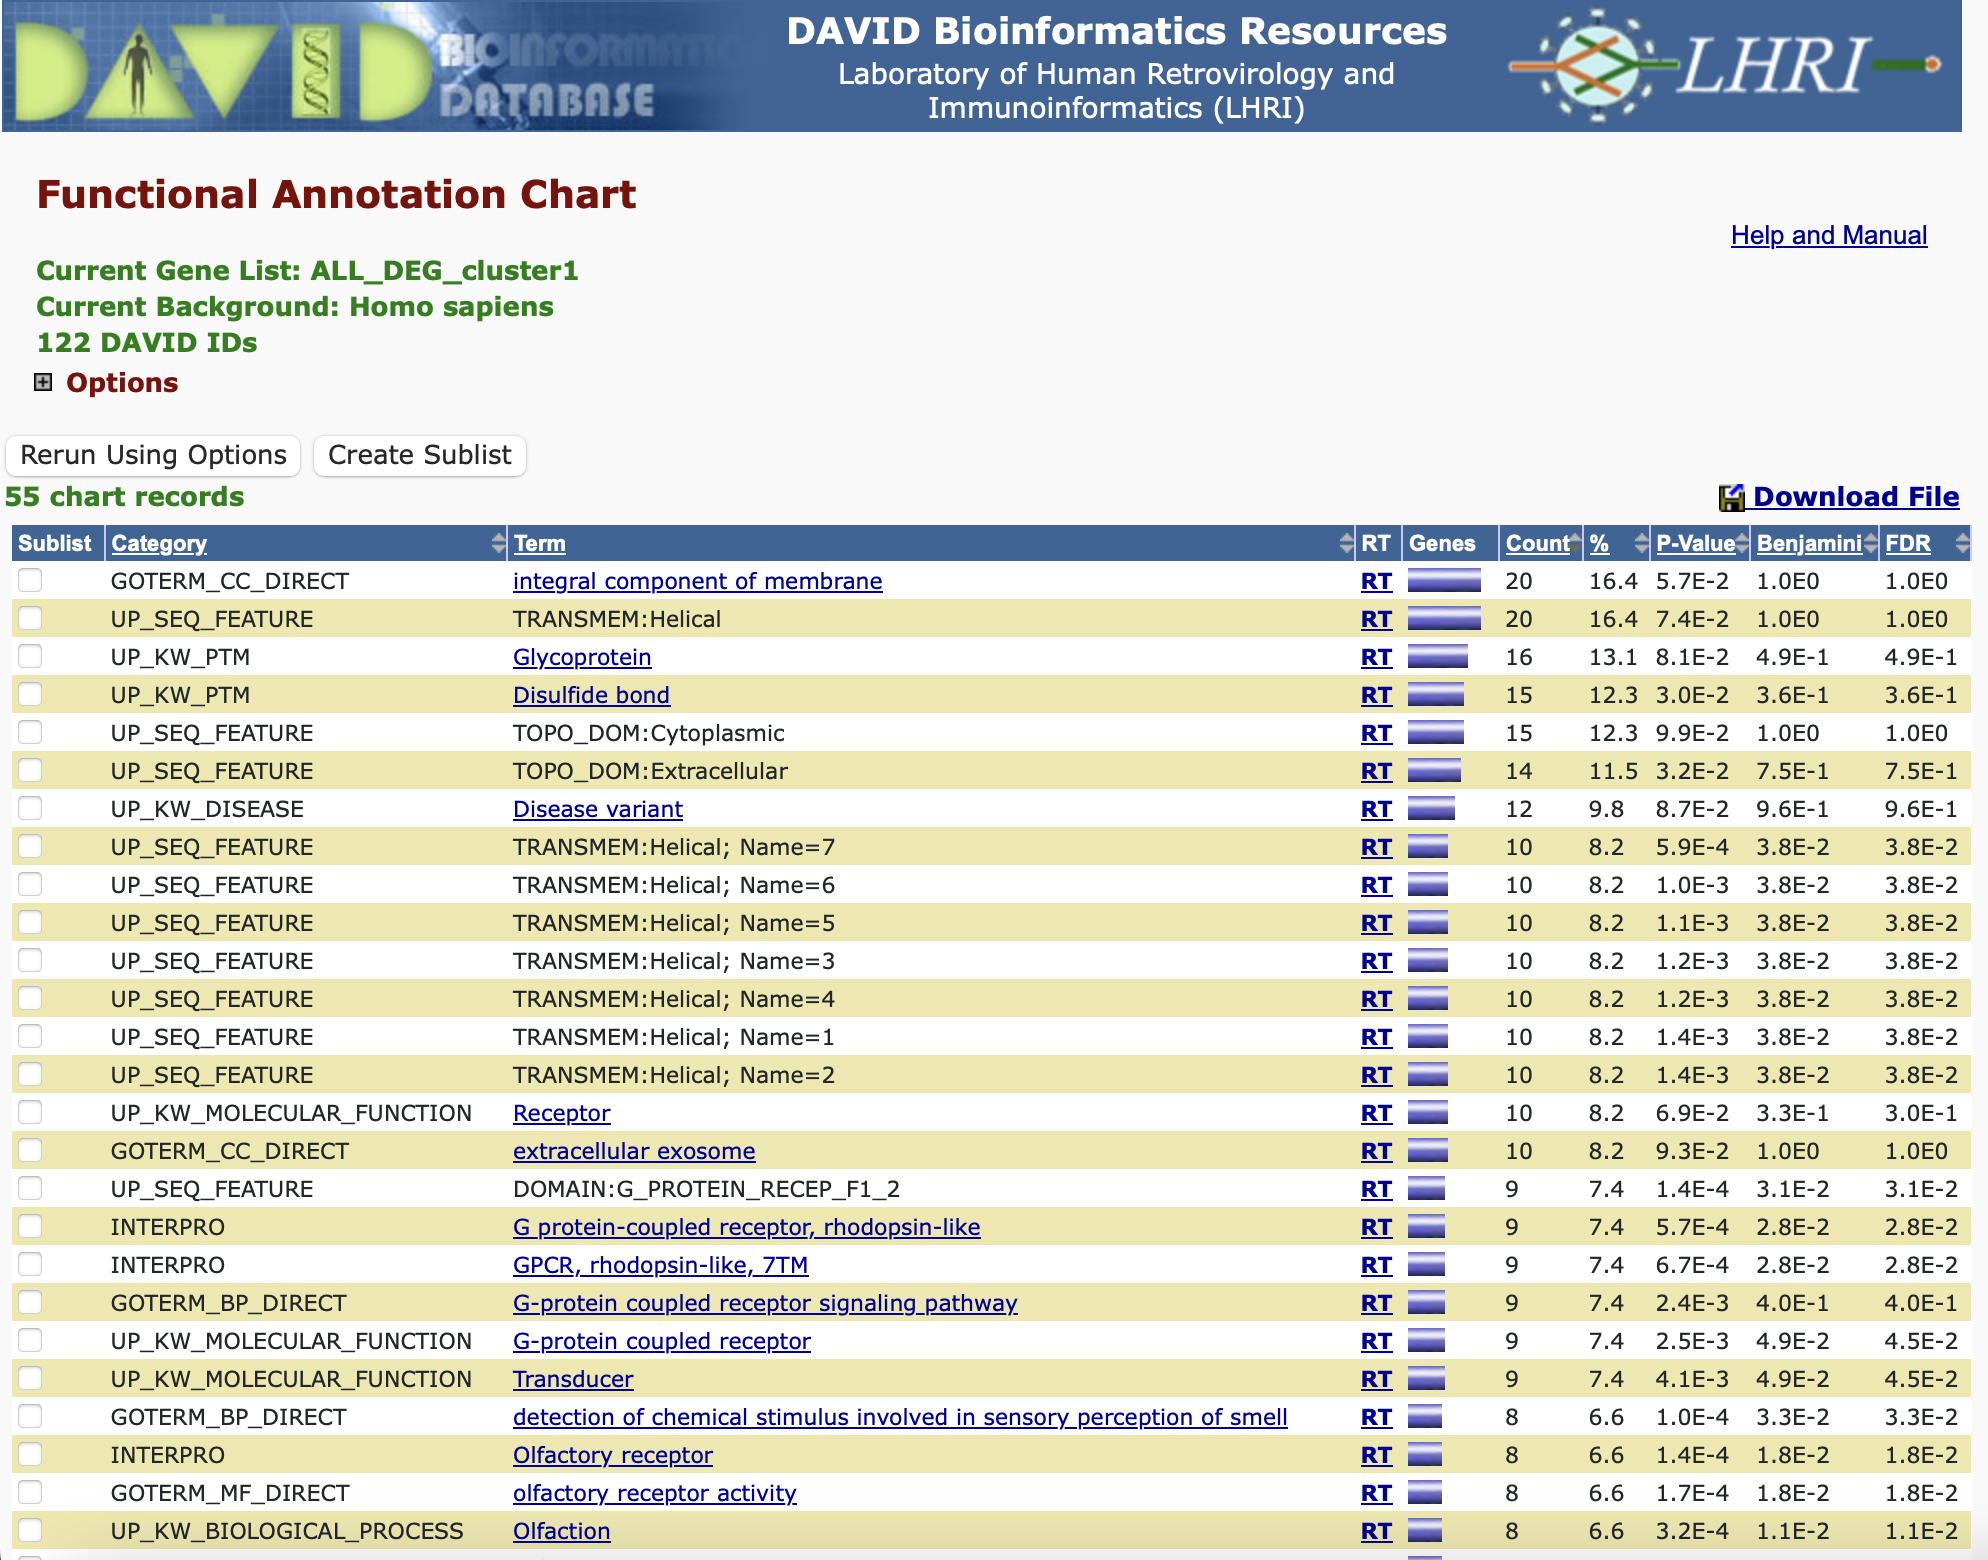 DAVID BIOINFORMATICS
DATABASE
DAVID Bioinformatics Resources
Laboratory of Human Retrovirology and
Immunoinformatics (LHRI)
LHRI
Functional Annotation Chart
Help and Manual
Current Gene List: ALL_DEG_cluster1
Current Background: Homo sapiens
122 DAVID IDs
Options
Rerun Using Options Create Sublist
55 chart records Download File
Sublist Category Term RT Genes Count % P-Value Benjamini FDR
GOTERM_CC_DIRECT integral component of membrane RT 20 16.4 5.7E-2 1.0E0 1.0E0
UP_SEQ_FEATURE TRANSMEM:Helical RT 20 16.4 7.4E-2 1.0E0 1.0E0
UP_KW_PTM Glycoprotein RT 16 13.1 8.1E-2 4.9E-1 4.9E-1
UP_KW_PTM Disulfide bond RT 15 12.3 3.0E-2 3.6E-1 3.6E-1
UP_SEQ_FEATURE TOPO_DOM:Cytoplasmic RT 15 12.3 9.9E-2 1.0E0 1.0E0
UP_SEQ_FEATURE TOPO_DOM:Extracellular RT 14 11.5 3.2E-2 7.5E-1 7.5E-1
UP_KW_DISEASE Disease variant RT 12 9.8 8.7E-2 9.6E-1 9.6E-1
UP_SEQ_FEATURE TRANSMEM:Helical; Name=7 RT 10 8.2 5.9E-4 3.8E-2 3.8E-2
UP_SEQ_FEATURE TRANSMEM:Helical; Name=6 RT 10 8.2 1.0E-3 3.8E-2 3.8E-2
UP_SEQ_FEATURE TRANSMEM:Helical; Name=5 RT 10 8.2 1.1E-3 3.8E-2 3.8E-2
UP_SEQ_FEATURE TRANSMEM:Helical; Name=3 RT 10 8.2 1.2E-3 3.8E-2 3.8E-2
UP_SEQ_FEATURE TRANSMEM:Helical; Name=4 RT 10 8.2 1.2E-3 3.8E-2 3.8E-2
UP_SEQ_FEATURE TRANSMEM:Helical; Name=1 RT 10 8.2 1.4E-3 3.8E-2 3.8E-2
UP_SEQ_FEATURE TRANSMEM:Helical; Name=2 RT 10 8.2 1.4E-3 3.8E-2 3.8E-2
UP_KW_MOLECULAR_FUNCTION Receptor RT 10 8.2 6.9E-2 3.3E-1 3.0E-1
GOTERM_CC_DIRECT extracellular exosome RT 10 8.2 9.3E-2 1.0E0 1.0E0
UP_SEQ_FEATURE DOMAIN:G_PROTEIN_RECEP_F1_2 RT 9 7.4 1.4E-4 3.1E-2 3.1E-2
INTERPRO G protein-coupled receptor, rhodopsin-like RT 9 7.4 5.7E-4 2.8E-2 2.8E-2
INTERPRO GPCR, rhodopsin-like, 7TM RT 9 7.4 6.7E-4 2.8E-2 2.8E-2
GOTERM_BP_DIRECT G-protein coupled receptor signaling pathway RT 9 7.4 2.4E-3 4.0E-1 4.0E-1
UP_KW_MOLECULAR_FUNCTION G-protein coupled receptor RT 9 7.4 2.5E-3 4.9E-2 4.5E-2
UP_KW_MOLECULAR_FUNCTION Transducer RT 9 7.4 4.1E-3 4.9E-2 4.5E-2
GOTERM_BP_DIRECT detection of chemical stimulus involved in sensory perception of smell RT 8 6.6 1.0E-4 3.3E-2 3.3E-2
INTERPRO Olfactory receptor RT 8 6.6 1.4E-4 1.8E-2 1.8E-2
GOTERM_MF_DIRECT olfactory receptor activity RT 8 6.6 1.7E-4 1.8E-2 1.8E-2
UP_KW_BIOLOGICAL_PROCESS Olfaction RT 8 6.6 3.2E-4 1.1E-2 1.1E-2